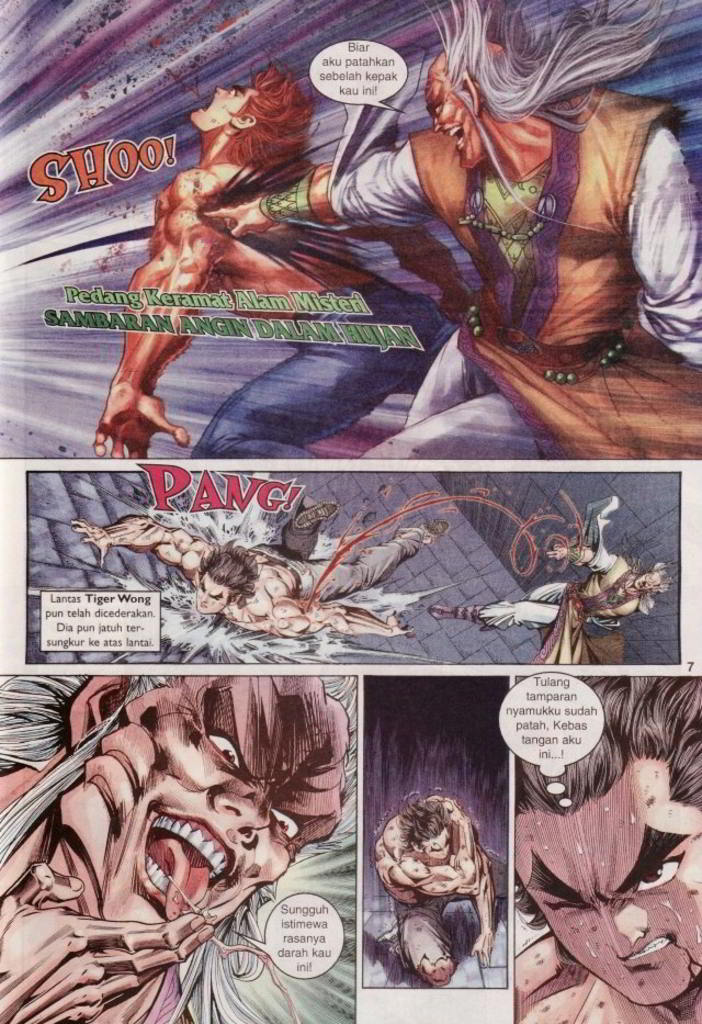 Biar
aku patahkan
sebelah kepak
kau ini!
SHOO!
Pedang Keramat Alam Misteri
SAMBARAN ANGIN DALAM HUJAN
PANG!
Lantas Tiger Wong
pun telah dicederakan.
Dia pun jatuh ter-
sungkur ke atas lantai.
7
Sungguh
istimewa
rasanya
darah kau
ini!
Tulang
tamparan
nyamukku sudah
patah, Kebas
tangan aku
ini...!